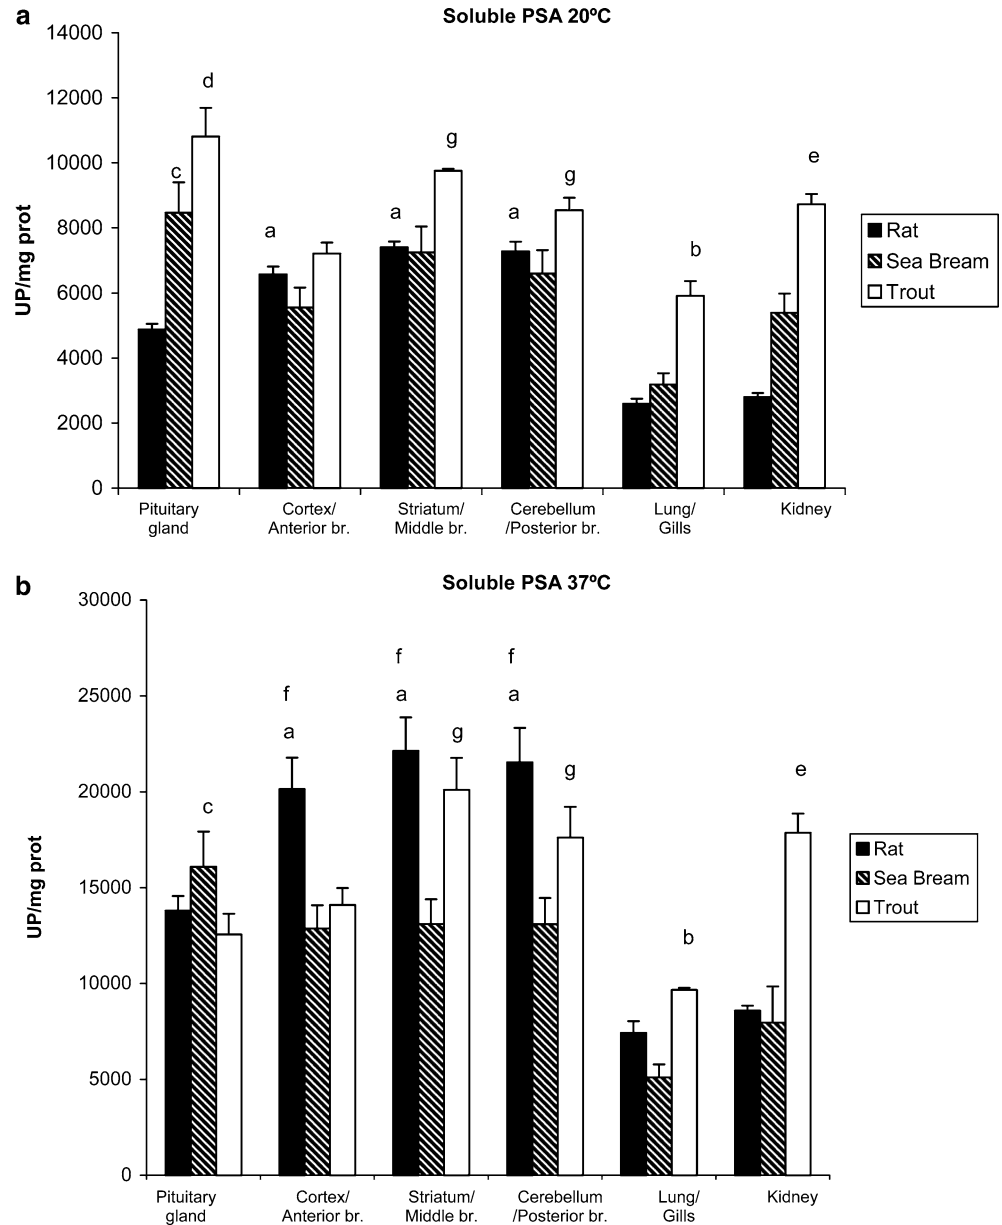 a
Soluble PSA 20ºC
14000
12000
10000
8000
6000
4000
2000
0
UP/mg prot
d
c
a
a
g
a
g
b
e
Rat
Sea Bream
Trout
Pituitary
gland
Cortex/
Anterior br.
Striatum/
Middle br.
Cerebellum
/Posterior br.
Lung/
Gills
Kidney
b
Soluble PSA 37ºC
30000
25000
20000
15000
10000
5000
0
UP/mg prot
c
f
a
f
a
g
f
a
g
b
e
Rat
Sea Bream
Trout
Pituitary
gland
Cortex/
Anterior br.
Striatum/
Middle br.
Cerebellum
/Posterior br.
Lung/
Gills
Kidney